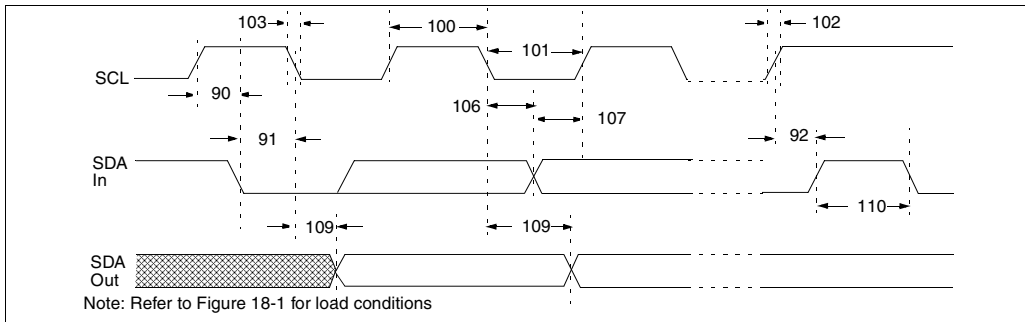 103
100
101
102
SCL
90
106
107
91
92
SDA
In
110
109
109
SDA
Out
Note: Refer to Figure 18-1 for load conditions